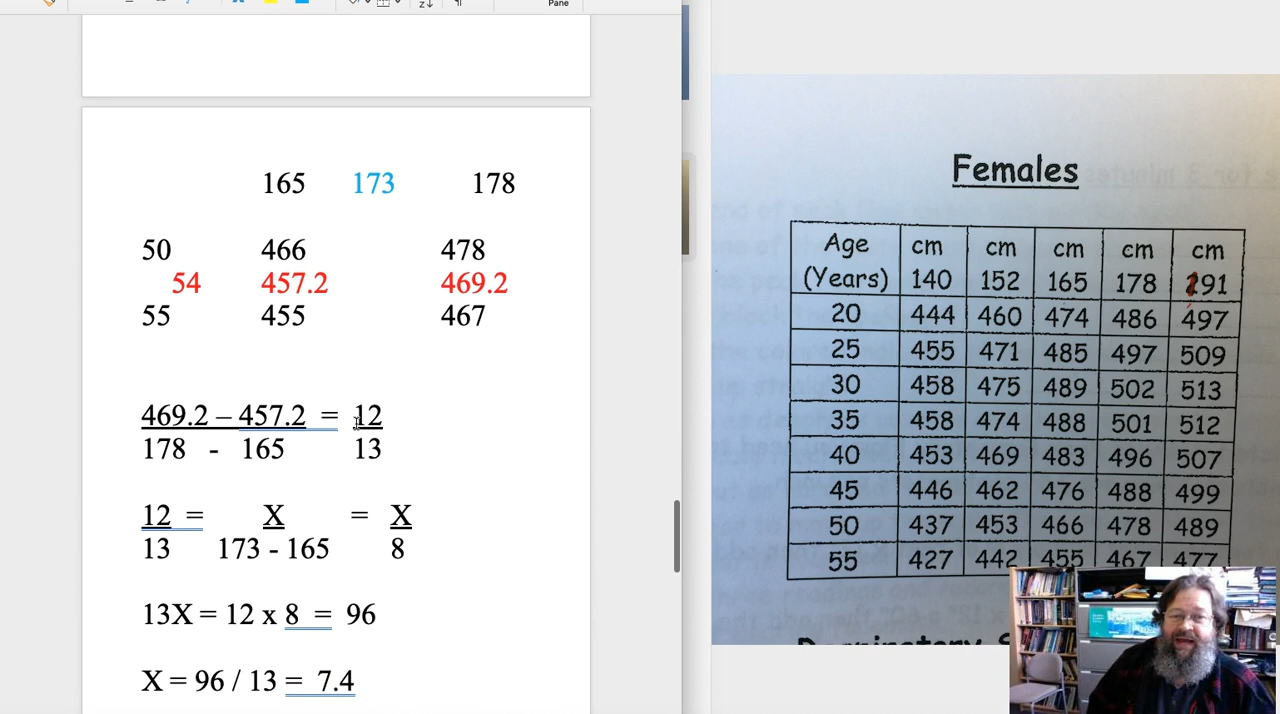 Pane
165 173 178
50 466 478
54 457.2 469.2
55 455 467
469.2 – 457.2 = 12
178 - 165 13
12 = X = X
13 173 - 165 8
13X = 12 x 8 = 96
X = 96 / 13 = 7.4
Females
Age cm cm cm cm cm
(Years) 140 152 165 178 191
20 444 460 474 486 497
25 455 471 485 497 509
30 458 475 489 502 513
35 458 474 488 501 512
40 453 469 483 496 507
45 446 462 476 488 499
50 437 453 466 478 489
55 427 442 455 467 477